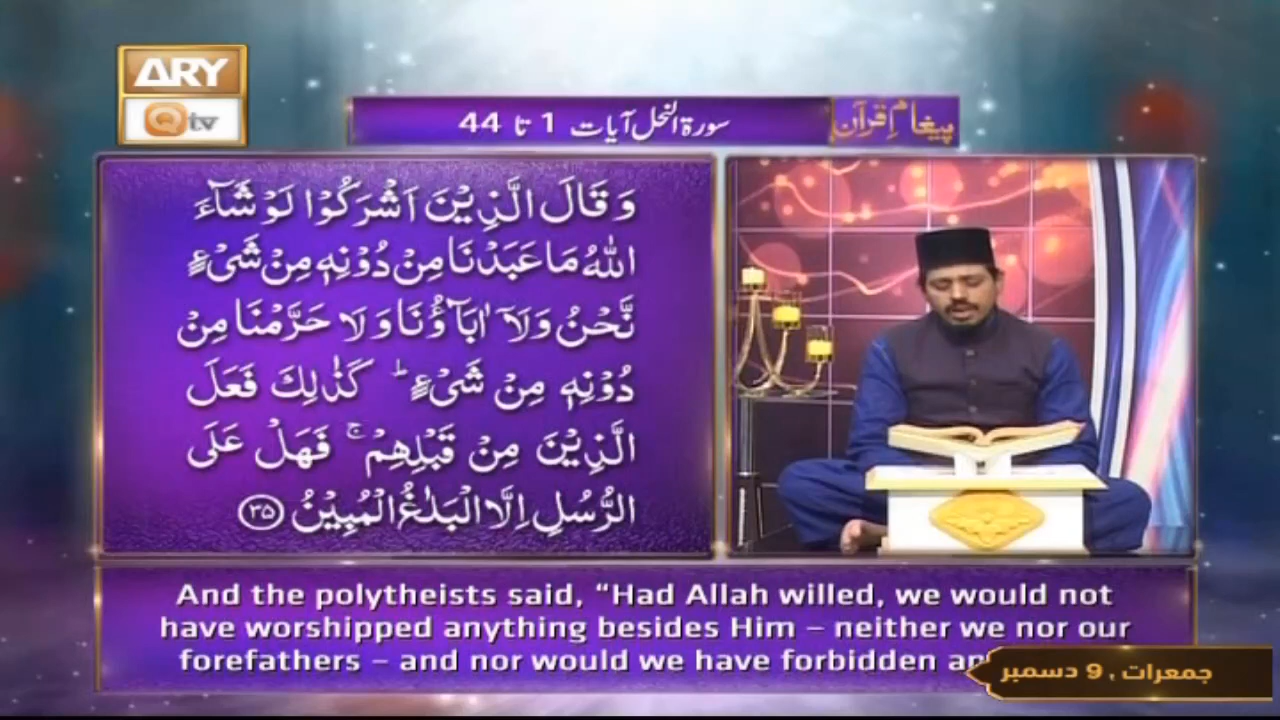 ARY
Qtv
پیغامِ قرآن
سورۃ النحل آیات 1 تا 44
وَ قَالَ الَّذِیْنَ اَشْرَكُوْا لَوْ شَآءَ
اللّٰهُ مَا عَبَدْنَا مِنْ دُوْنِهٖ مِنْ شَیْءٍ
نَّحْنُ وَ لَاۤ اٰبَآؤُنَا وَ لَا حَرَّمْنَا مِنْ
دُوْنِهٖ مِنْ شَیْءٍؕ كَذٰلِكَ فَعَلَ
الَّذِیْنَ مِنْ قَبْلِهِمْۚ فَهَلْ عَلَی
الرُّسُلِ اِلَّا الْبَلٰغُ الْمُبِیْنُ ۳۵
And the polytheists said, “Had Allah willed, we would not
have worshipped anything besides Him – neither we nor our
forefathers – and nor would we have forbidden
جمعرات ، 9 دسمبر